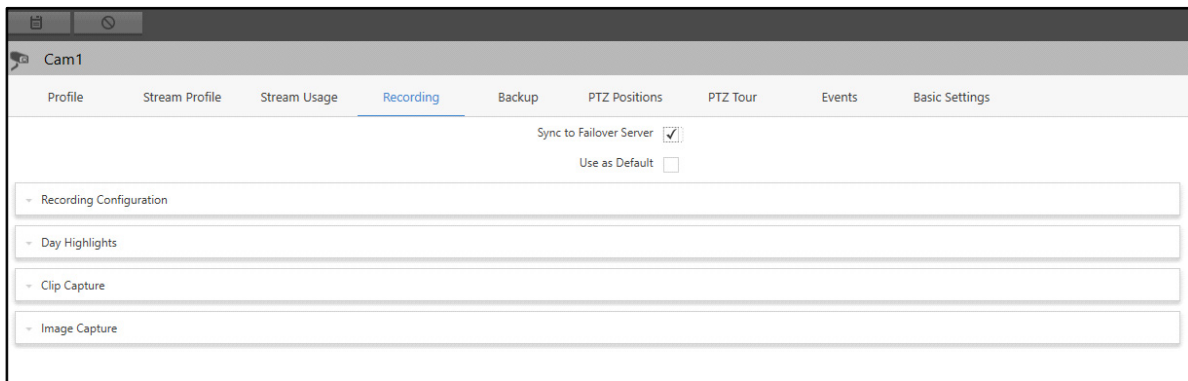 Cam1
Profile Stream Profile Stream Usage Recording Backup PTZ Positions PTZ Tour Events Basic Settings
Sync to Failover Server
Use as Default
Recording Configuration
Day Highlights
Clip Capture
Image Capture